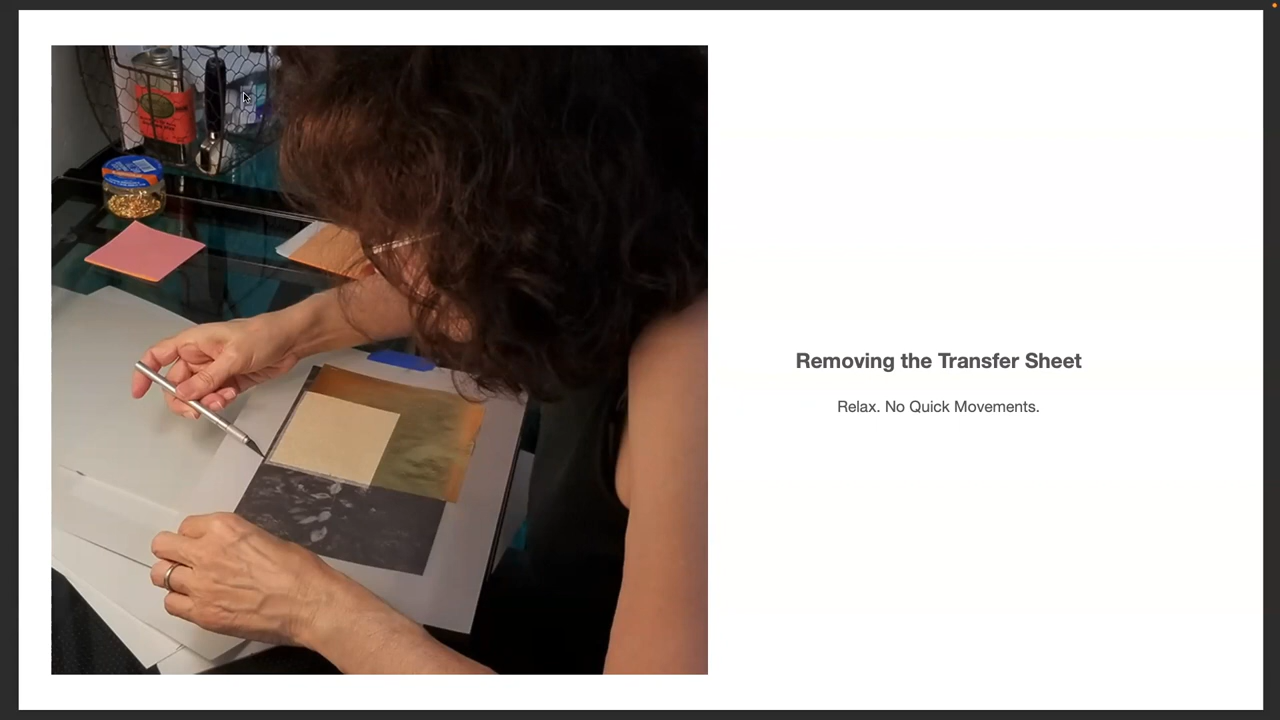 Removing the Transfer Sheet
Relax. No Quick Movements.